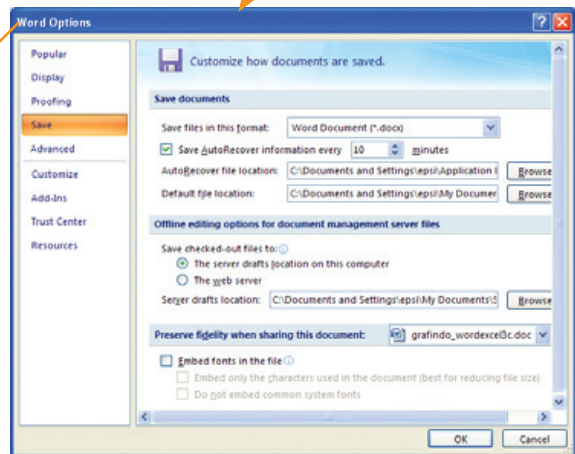 Word Options
Popular
Display
Proofing
Save
Advanced
Customize
Add-Ins
Trust Center
Resources
Customize how documents are saved.
Save documents
Save files in this format: Word Document (*.docx)
Save AutoRecover information every 10 minutes
AutoRecover file location: C:\Documents and Settings\epsi\Application Browse
Default file location: C:\Documents and Settings\epsi\My Documen Browse
Offline editing options for document management server files
Save checked-out files to:
The server drafts location on this computer
The web server
Server drafts location: C:\Documents and Settings\epsi\My Documents\S Browse
Preserve fidelity when sharing this document: grafindo_wordexcel3c.doc
Embed fonts in the file
Embed only the characters used in the document (best for reducing file size)
Do not embed common system fonts
OK Cancel